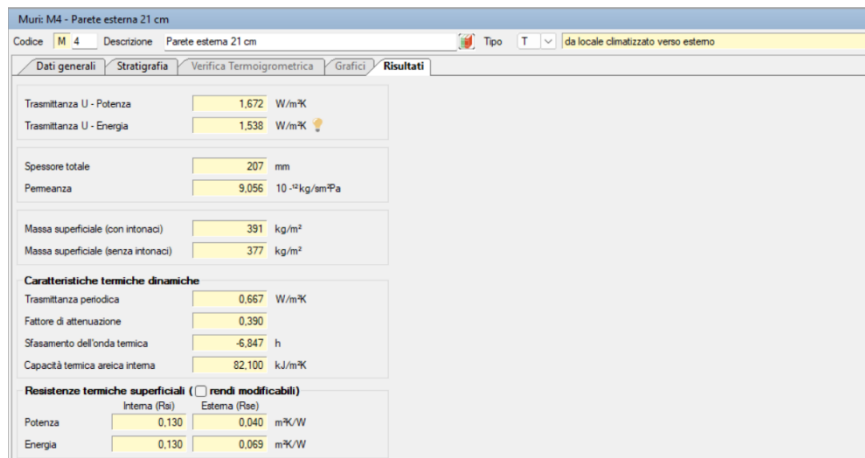 Muri: M4 - Parete esterna 21 cm
Codice M 4 Descrizione Parete esterna 21 cm Tipo T da locale climatizzato verso esterno
Dati generali Stratigrafia Verifica Termoigrometrica Grafici Risultati
Trasmittanza U - Potenza 1,672 W/m²K
Trasmittanza U - Energia 1,538 W/m²K
Spessore totale 207 mm
Permeanza 9,056 10⁻¹²kg/sm²Pa
Massa superficiale (con intonaci) 391 kg/m²
Massa superficiale (senza intonaci) 377 kg/m²
Caratteristiche termiche dinamiche
Trasmittanza periodica 0,667 W/m²K
Fattore di attenuazione 0,390
Sfasamento dell'onda termica -6,847 h
Capacità termica areica interna 82,100 kJ/m²K
Resistenze termiche superficiali ( rendi modificabili)
Interna (Rsi) Esterna (Rse)
Potenza 0,130 0,040 m²K/W
Energia 0,130 0,069 m²K/W